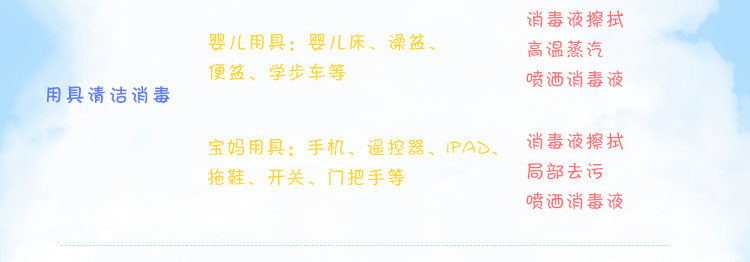 用具清洁消毒
婴儿用具：婴儿床、澡盆、
便盆、学步车等
消毒液擦拭
高温蒸汽
喷洒消毒液
宝妈用具：手机、遥控器、iPAD、
拖鞋、开关、门把手等
消毒液擦拭
局部去污
喷洒消毒液